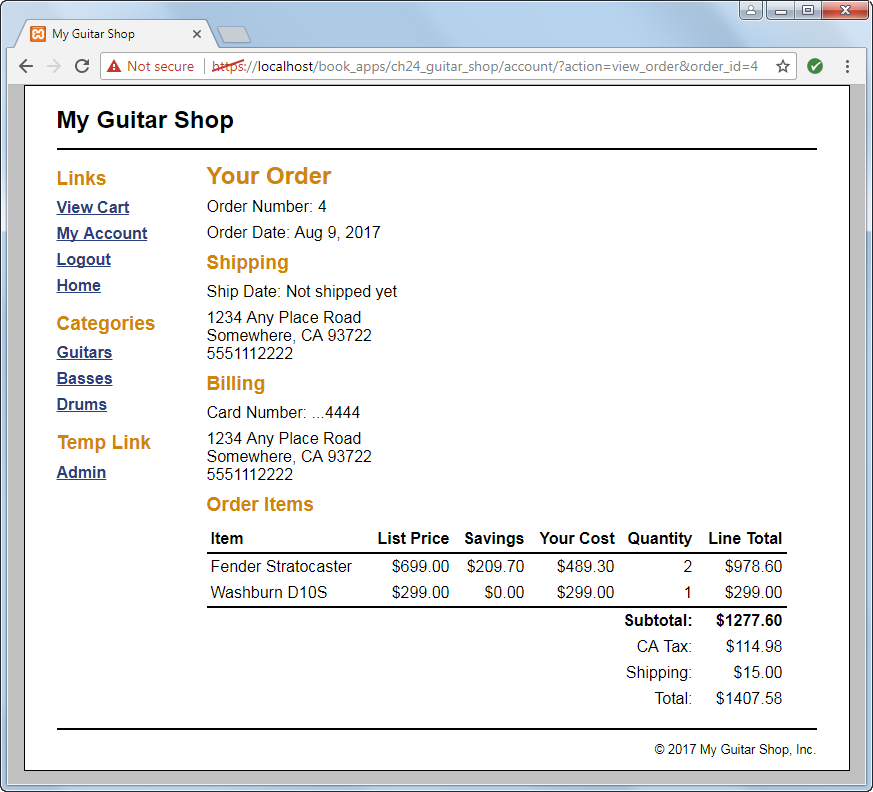 My Guitar Shop
Not secure https://localhost/book_apps/ch24_guitar_shop/account/?action=view_order&order_id=4
My Guitar Shop
Links
View Cart
My Account
Logout
Home
Categories
Guitars
Basses
Drums
Temp Link
Admin
Your Order
Order Number: 4
Order Date: Aug 9, 2017
Shipping
Ship Date: Not shipped yet
1234 Any Place Road
Somewhere, CA 93722
5551112222
Billing
Card Number: ...4444
1234 Any Place Road
Somewhere, CA 93722
5551112222
Order Items
Item List Price Savings Your Cost Quantity Line Total
Fender Stratocaster $699.00 $209.70 $489.30 2 $978.60
Washburn D10S $299.00 $0.00 $299.00 1 $299.00
Subtotal: $1277.60
CA Tax: $114.98
Shipping: $15.00
Total: $1407.58
© 2017 My Guitar Shop, Inc.